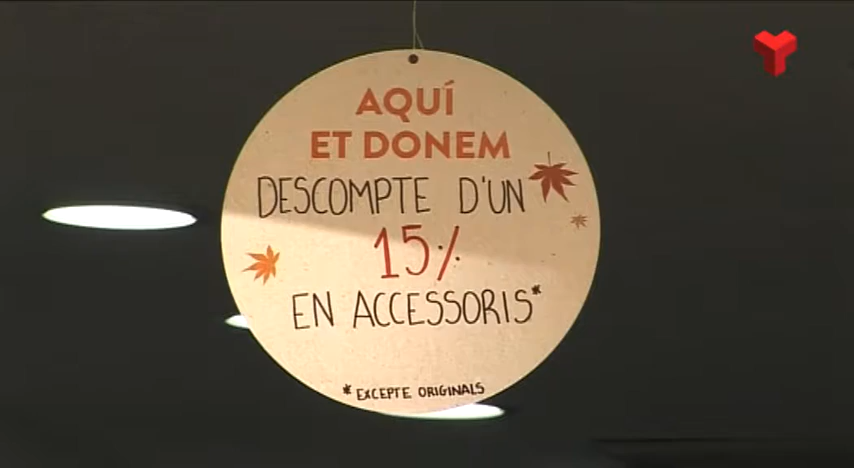 AQUÍ
ET DONEM
DESCOMPTE D'UN
15%
EN ACCESSORIS*
*EXCEPTE ORIGINALS